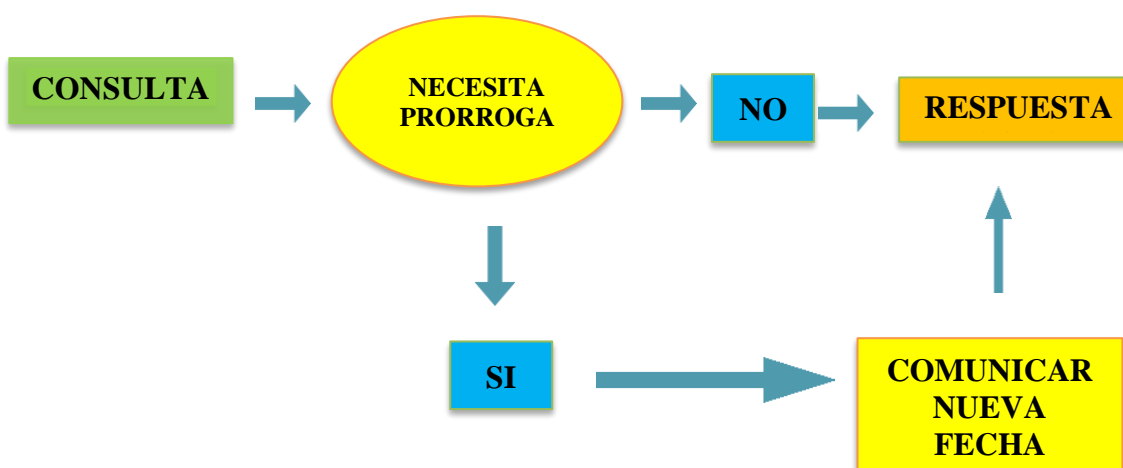 CONSULTA
NECESITA
PRORROGA
NO
RESPUESTA
SI
COMUNICAR
NUEVA
FECHA